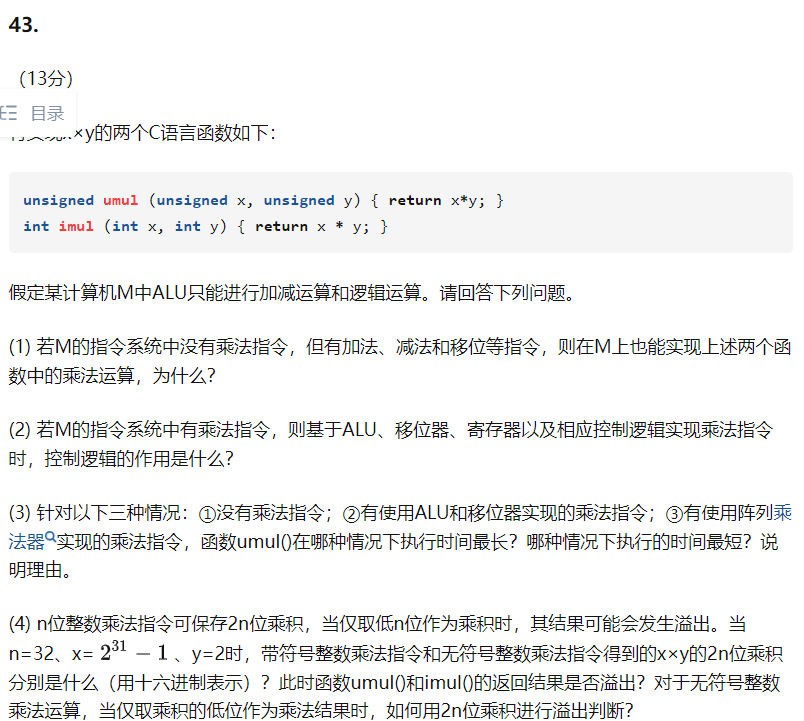 43.
（13分）
目录
x×y的两个C语言函数如下：
unsigned umul (unsigned x, unsigned y) { return x*y; }
int imul (int x, int y) { return x * y; }
假定某计算机M中ALU只能进行加减运算和逻辑运算。请回答下列问题。
(1) 若M的指令系统中没有乘法指令，但有加法、减法和移位等指令，则在M上也能实现上述两个函
数中的乘法运算，为什么？
(2) 若M的指令系统中有乘法指令，则基于ALU、移位器、寄存器以及相应控制逻辑实现乘法指令
时，控制逻辑的作用是什么？
(3) 针对以下三种情况：①没有乘法指令；②有使用ALU和移位器实现的乘法指令；③有使用阵列乘
法器实现的乘法指令，函数umul()在哪种情况下执行时间最长？哪种情况下执行的时间最短？说
明理由。
(4) n位整数乘法指令可保存2n位乘积，当仅取低n位作为乘积时，其结果可能会发生溢出。当
n=32、x= 2^31 − 1 、y=2时，带符号整数乘法指令和无符号整数乘法指令得到的x×y的2n位乘积
分别是什么（用十六进制表示）？此时函数umul()和imul()的返回结果是否溢出？对于无符号整数
乘法运算，当仅取乘积的低位作为乘法结果时，如何用2n位乘积进行溢出判断？